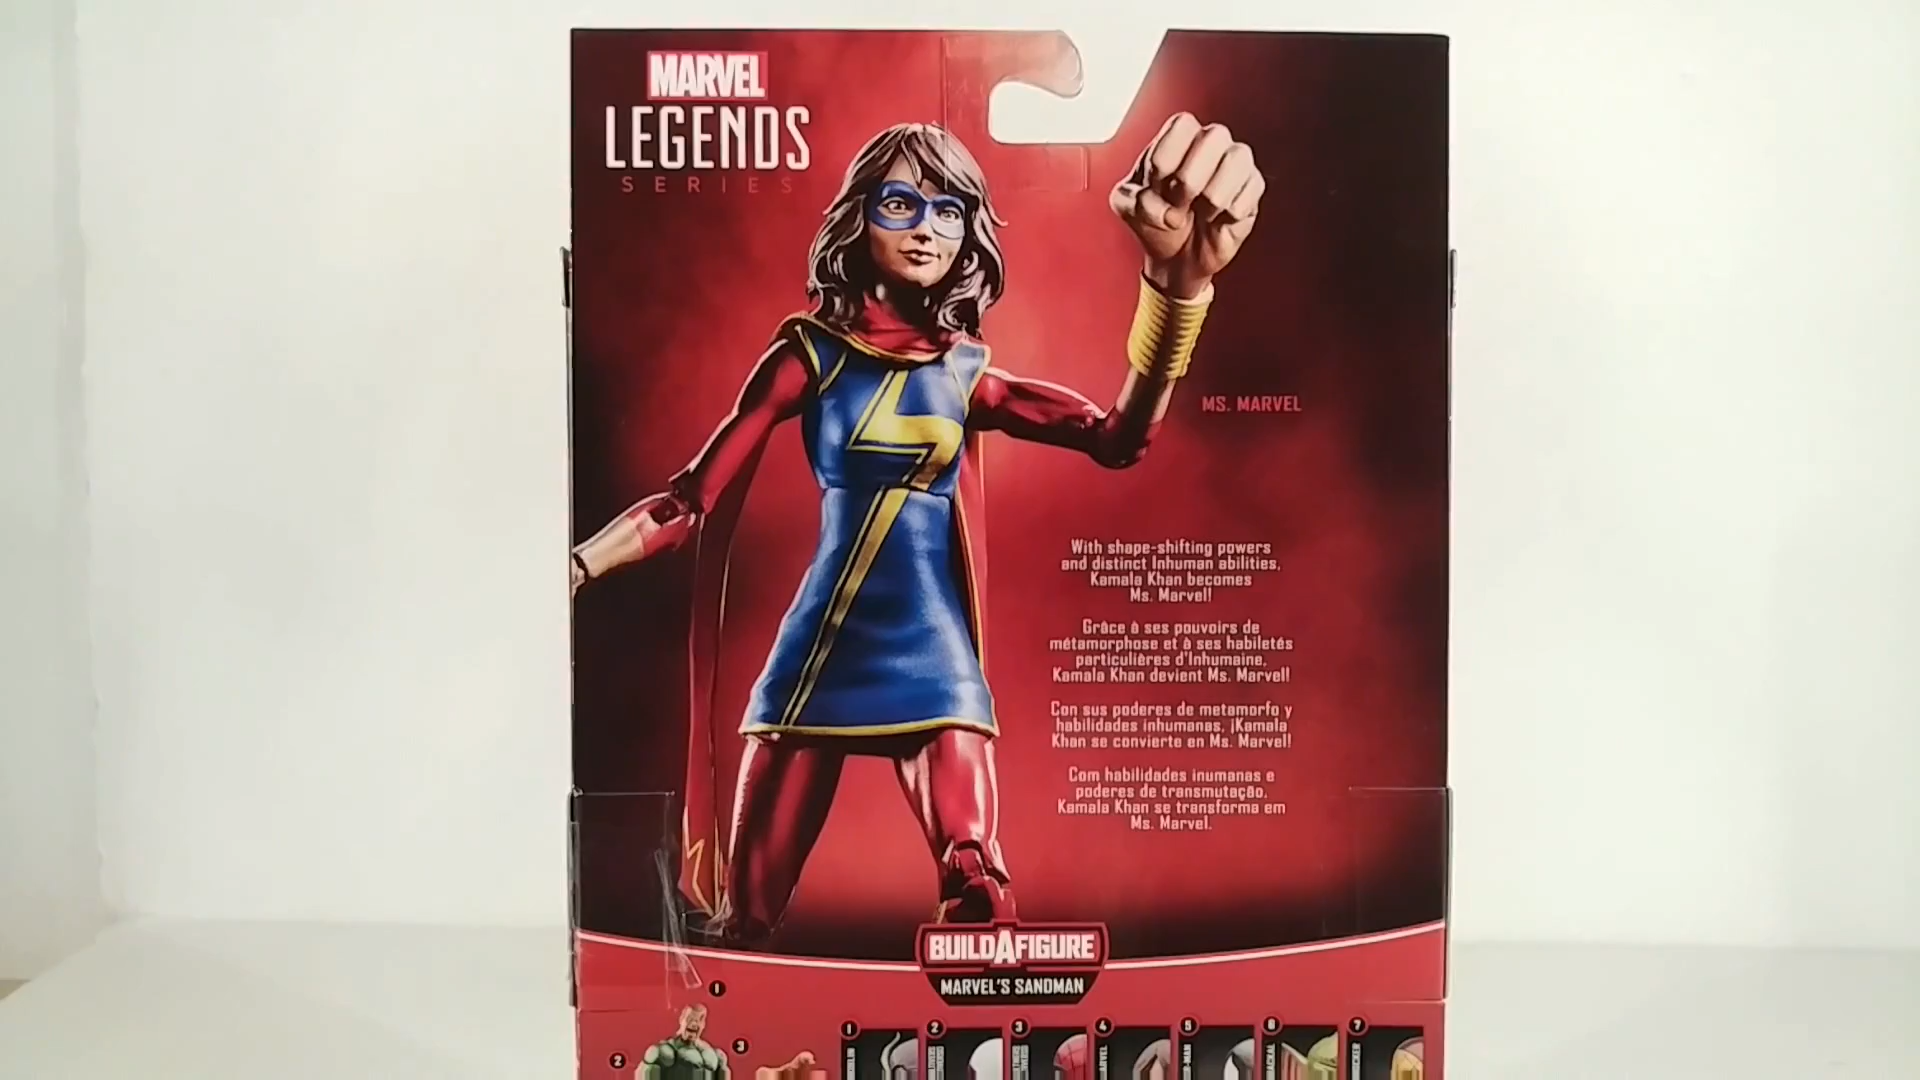 MARVEL
LEGENDS
SERIES
MS. MARVEL
With shape-shifting powers
and distinct Inhuman abilities,
Kamala Khan becomes
Ms. Marvel!
Grâce à ses pouvoirs de
métamorphose et à ses habiletés
particulières d'Inhumaine,
Kamala Khan devient Ms. Marvel!
Con sus poderes de metamorfo y
habilidades inhumanas, ¡Kamala
Khan se convierte en Ms. Marvel!
Com habilidades inumanas e
poderes de transmutação,
Kamala Khan se transforma em
Ms. Marvel.
BUILDAFIGURE
MARVEL'S SANDMAN
1
2
3
1
2
3
4
5
6
7